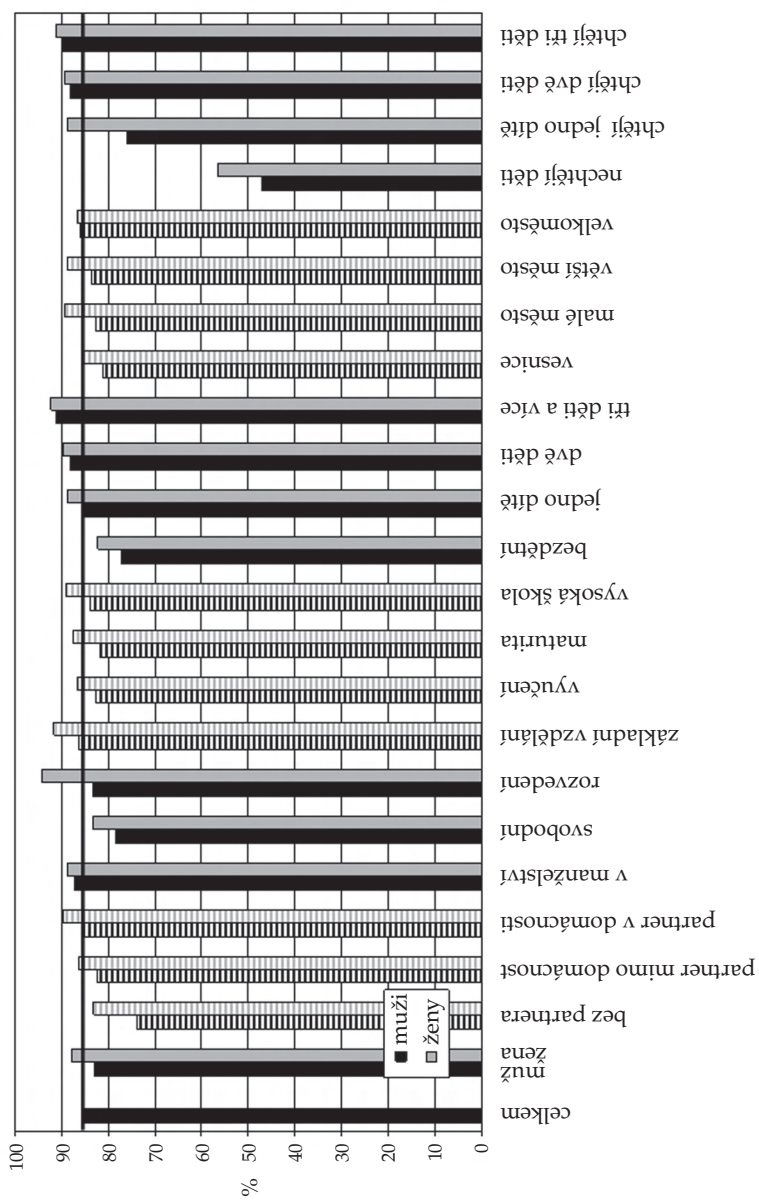 %
100
90
80
70
60
50
40
30
20
10
0
muži
ženy
celkem
muž
žena
bez partnera
partner mimo domácnost
partner v domácnosti
v manželství
svobodní
rozvedení
základní vzdělání
vyučení
maturita
vysoká škola
bezdětní
jedno dítě
dvě děti
tři děti a více
vesnice
malé město
větší město
velkoměsto
nechtějí děti
chtějí jedno dítě
chtějí dvě děti
chtějí tři děti